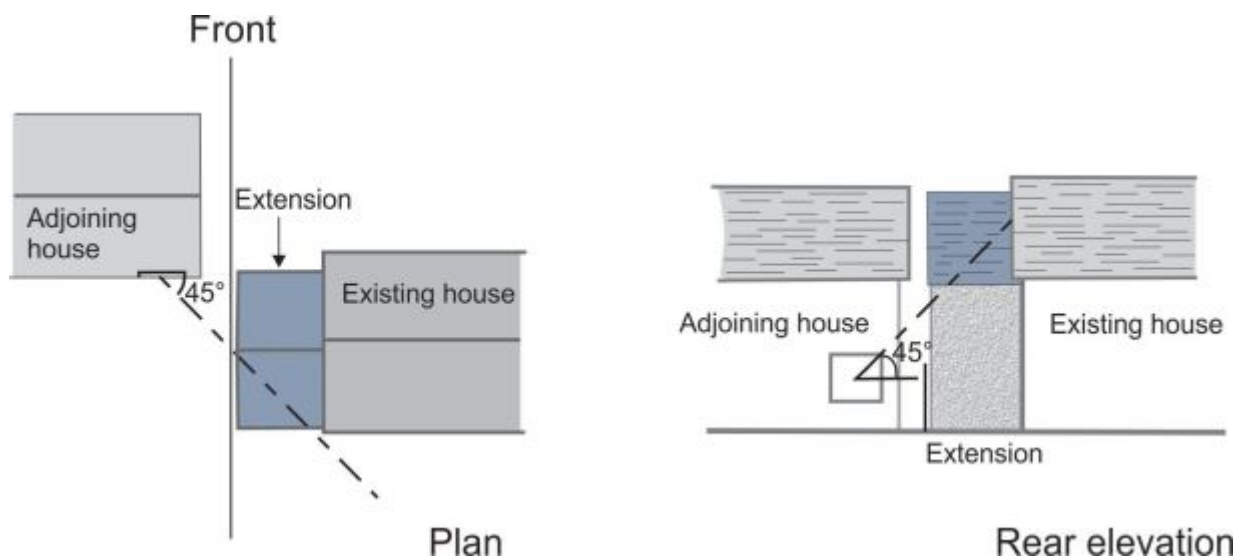 Front
Extension
Adjoining
house
45°
Existing house
Plan
Adjoining house
45°
Existing house
Extension
Rear elevation